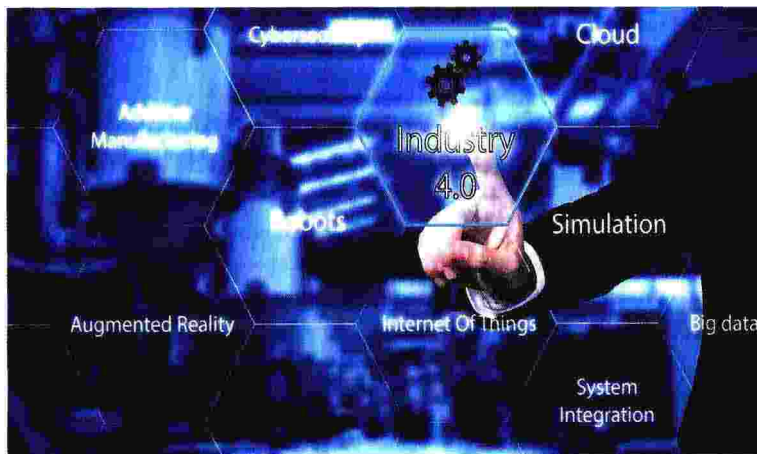 Cybersecurity
Cloud
Additive
Manufacturing
Industry
4.0
Robots
Simulation
Augmented Reality
Internet Of Things
Big data
System
Integration